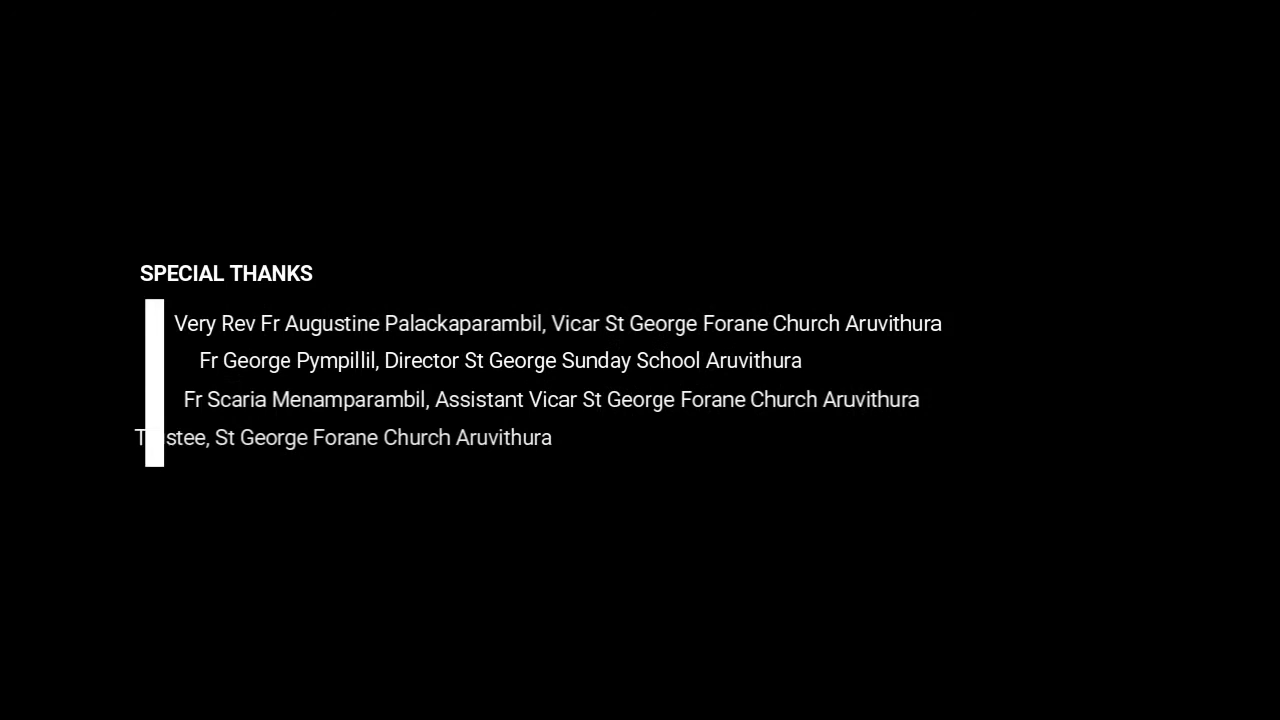 SPECIAL THANKS
Very Rev Fr Augustine Palackaparambil, Vicar St George Forane Church Aruvithura
Fr George Pympillil, Director St George Sunday School Aruvithura
Fr Scaria Menamparambil, Assistant Vicar St George Forane Church Aruvithura
St George Forane Church Aruvithura